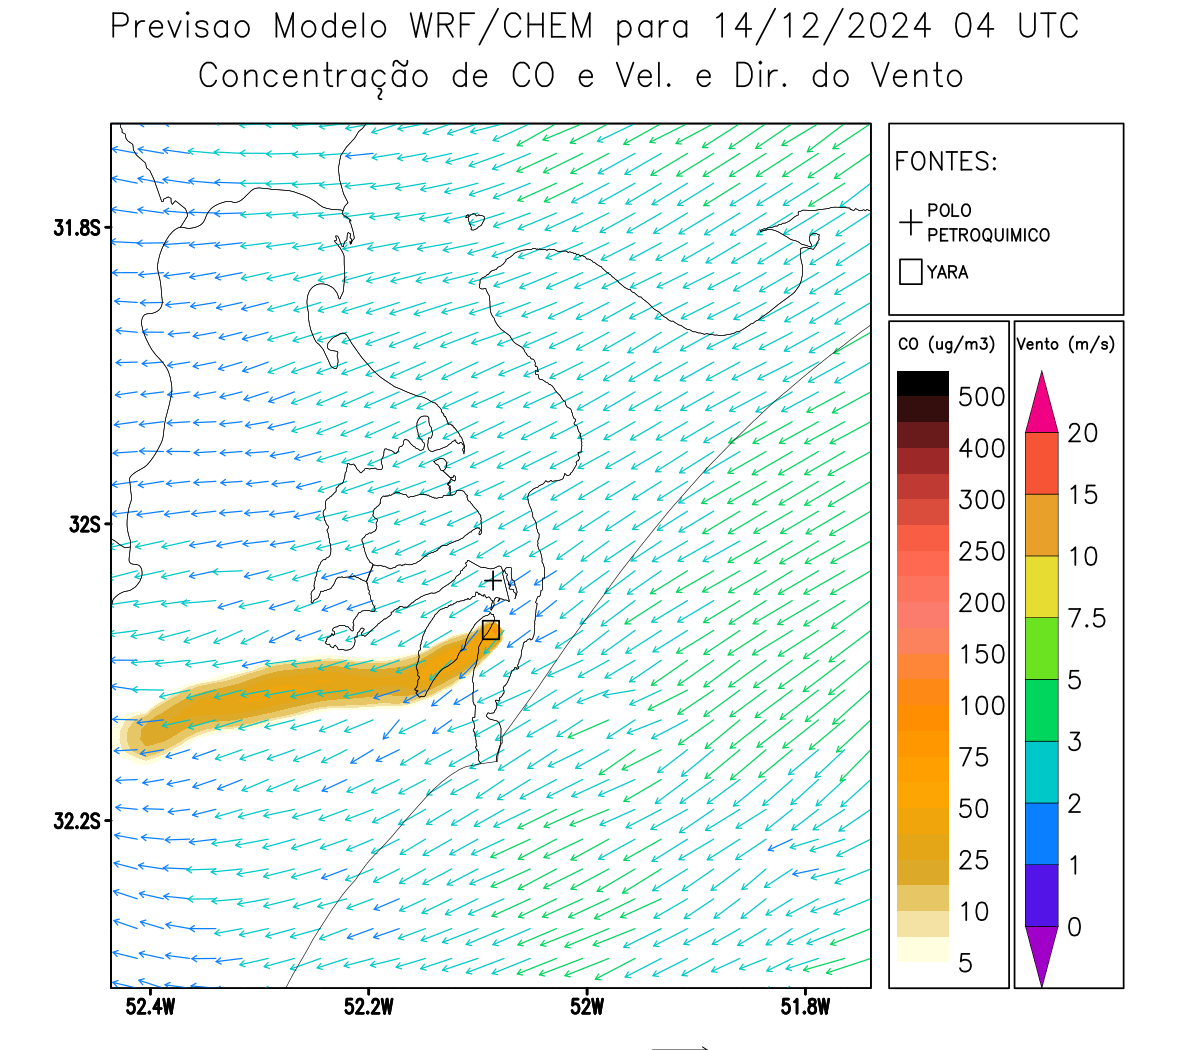 Previsao Modelo WRF/CHEM para 14/12/2024 04 UTC
Concentração de CO e Vel. e Dir. do Vento
FONTES:
POLO
PETROQUIMICO
YARA
31.8S
32S
32.2S
52.4W
52.2W
52W
51.8W
CO (ug/m3)
500
400
300
250
200
150
100
75
50
25
10
5
Vento (m/s)
20
15
10
7.5
5
3
2
1
0